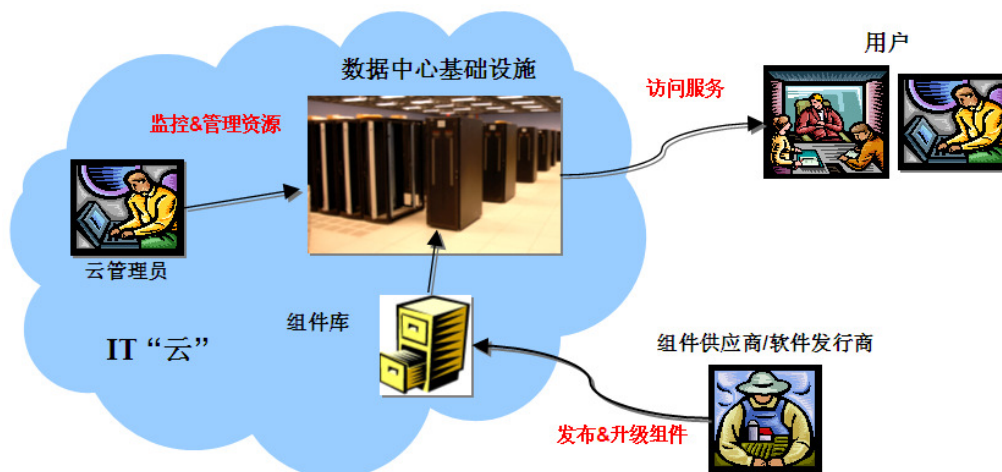 用户
数据中心基础设施
访问服务
监控&管理资源
云管理员
组件库
IT “云”
组件供应商/软件发行商
发布&升级组件